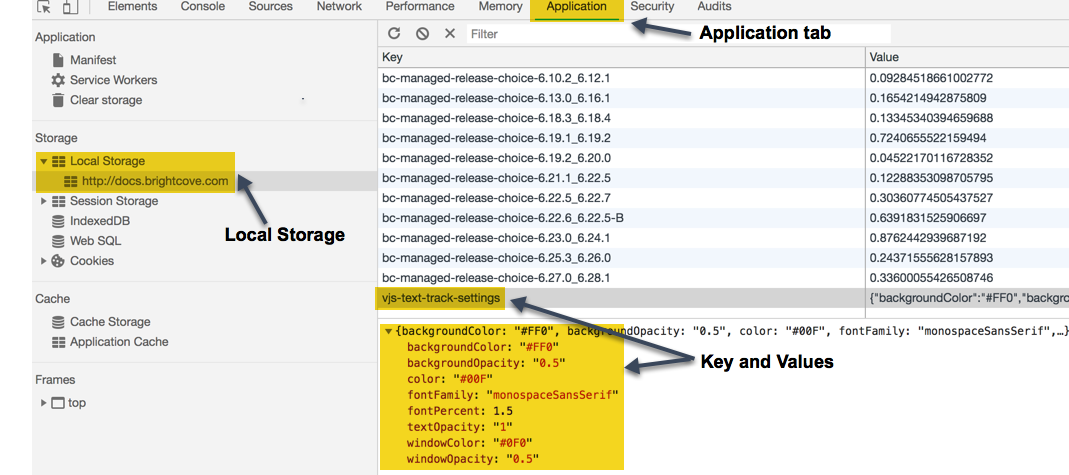 Elements Console Sources Network Performance Memory Application Security Audits
Application
Manifest
Service Workers
Clear storage
Storage
Local Storage
http://docs.brightcove.com
Session Storage
IndexedDB
Web SQL
Cookies
Cache
Cache Storage
Application Cache
Frames
top
Local Storage
Application tab
Filter
Key Value
bc-managed-release-choice-6.10.2_6.12.1 0.09284518661002772
bc-managed-release-choice-6.13.0_6.16.1 0.1654214942875809
bc-managed-release-choice-6.18.3_6.18.4 0.13345340394659688
bc-managed-release-choice-6.19.1_6.19.2 0.7240655522159494
bc-managed-release-choice-6.19.2_6.20.0 0.04522170116728352
bc-managed-release-choice-6.21.1_6.22.5 0.12288353098705795
bc-managed-release-choice-6.22.5_6.22.7 0.30360774505437527
bc-managed-release-choice-6.22.6_6.22.5-B 0.6391831525906697
bc-managed-release-choice-6.23.0_6.24.1 0.8762442939687192
bc-managed-release-choice-6.25.3_6.26.0 0.24371555628157893
bc-managed-release-choice-6.27.0_6.28.1 0.33600055426508746
vjs-text-track-settings {"backgroundColor":"#FF0","backgro
{backgroundColor: "#FF0", backgroundOpacity: "0.5", color: "#00F", fontFamily: "monospaceSansSerif",…}
backgroundColor: "#FF0"
backgroundOpacity: "0.5"
color: "#00F"
fontFamily: "monospaceSansSerif"
fontPercent: 1.5
textOpacity: "1"
windowColor: "#0F0"
windowOpacity: "0.5"
Key and Values